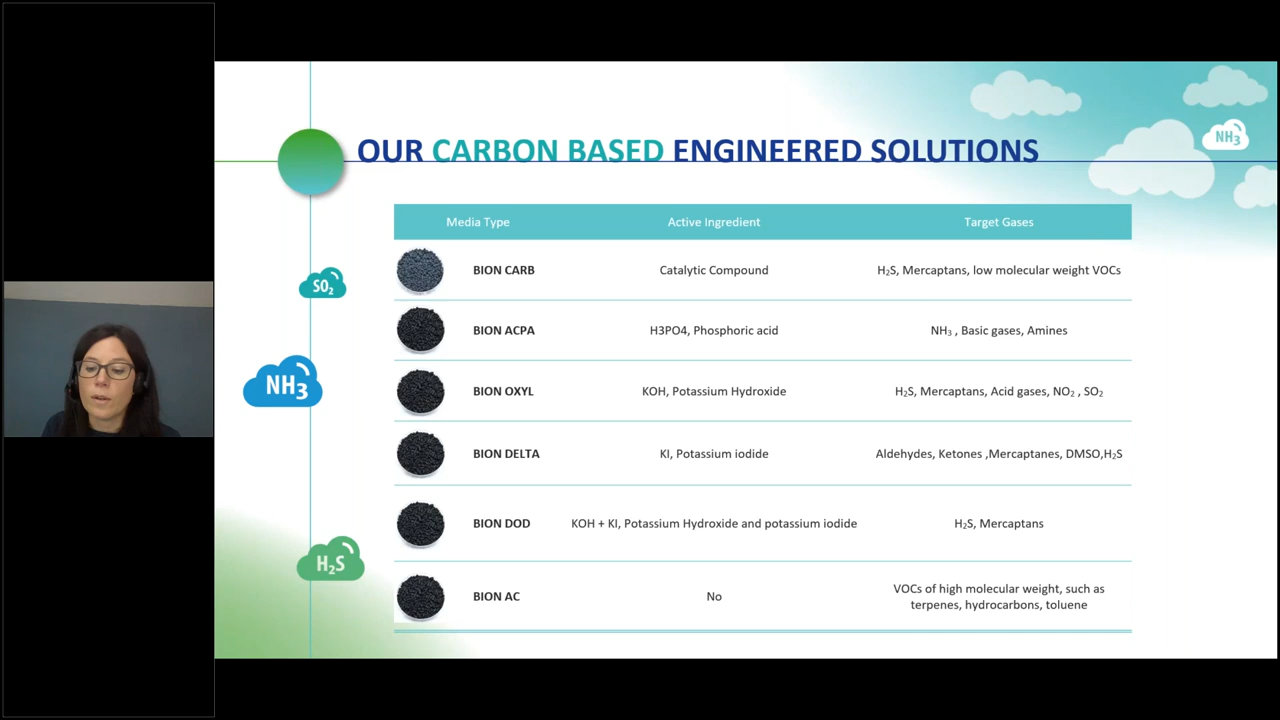 OUR CARBON BASED ENGINEERED SOLUTIONS
NH3
Media Type Active Ingredient Target Gases
BION CARB Catalytic Compound H₂S, Mercaptans, low molecular weight VOCs
SO₂
BION ACPA H3PO4, Phosphoric acid NH₃ , Basic gases, Amines
NH3
BION OXYL KOH, Potassium Hydroxide H₂S, Mercaptans, Acid gases, NO₂ , SO₂
BION DELTA KI, Potassium iodide Aldehydes, Ketones ,Mercaptanes, DMSO,H₂S
BION DOD KOH + KI, Potassium Hydroxide and potassium iodide H₂S, Mercaptans
H₂S
BION AC No VOCs of high molecular weight, such as
terpenes, hydrocarbons, toluene